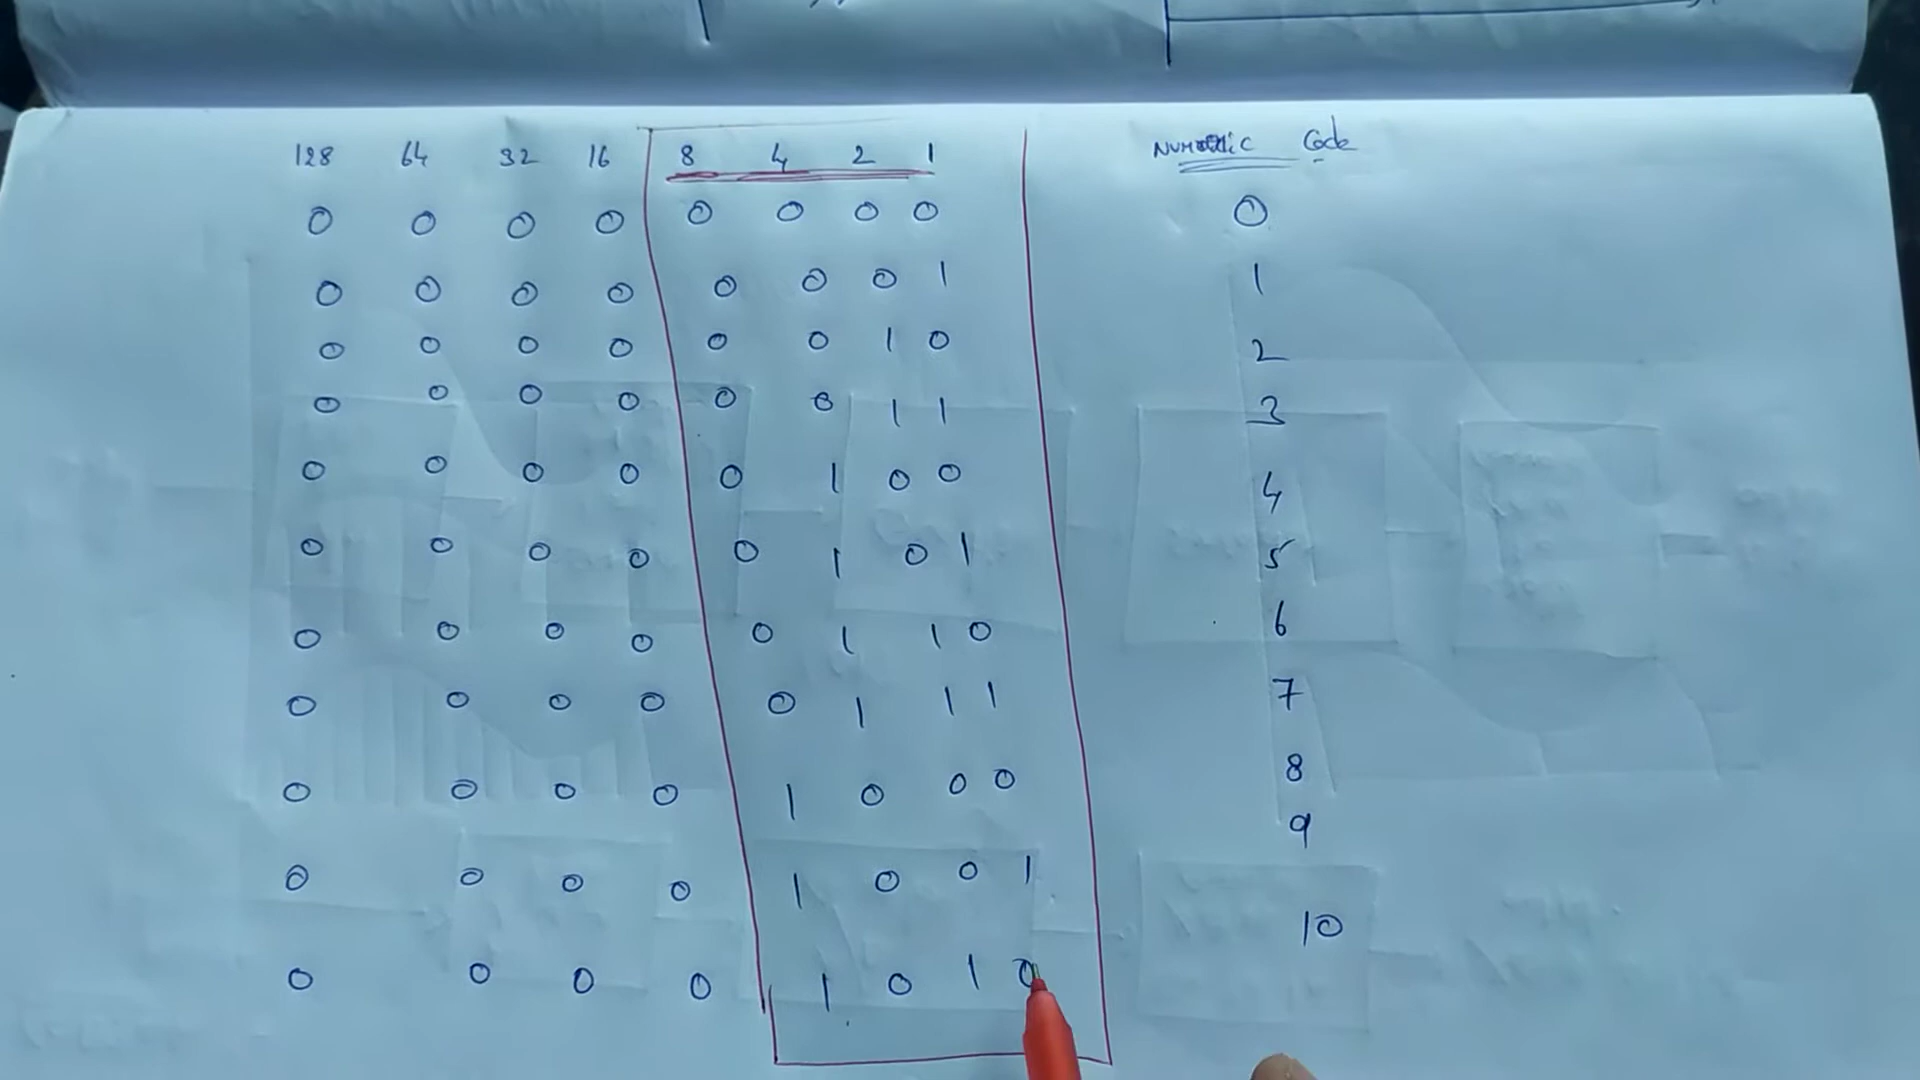 128 64 32 16 8 4 2 1 Numeric Code
0 0 0 0 0 0 0 0 0
0 0 0 0 0 0 0 1 1
0 0 0 0 0 0 1 0 2
0 0 0 0 0 0 1 1 3
0 0 0 0 0 1 0 0 4
0 0 0 0 0 1 0 1 5
0 0 0 0 0 1 1 0 6
0 0 0 0 0 1 1 1 7
0 0 0 0 1 0 0 0 8
0 0 0 0 1 0 0 1 9
0 0 0 0 1 0 1 0 10